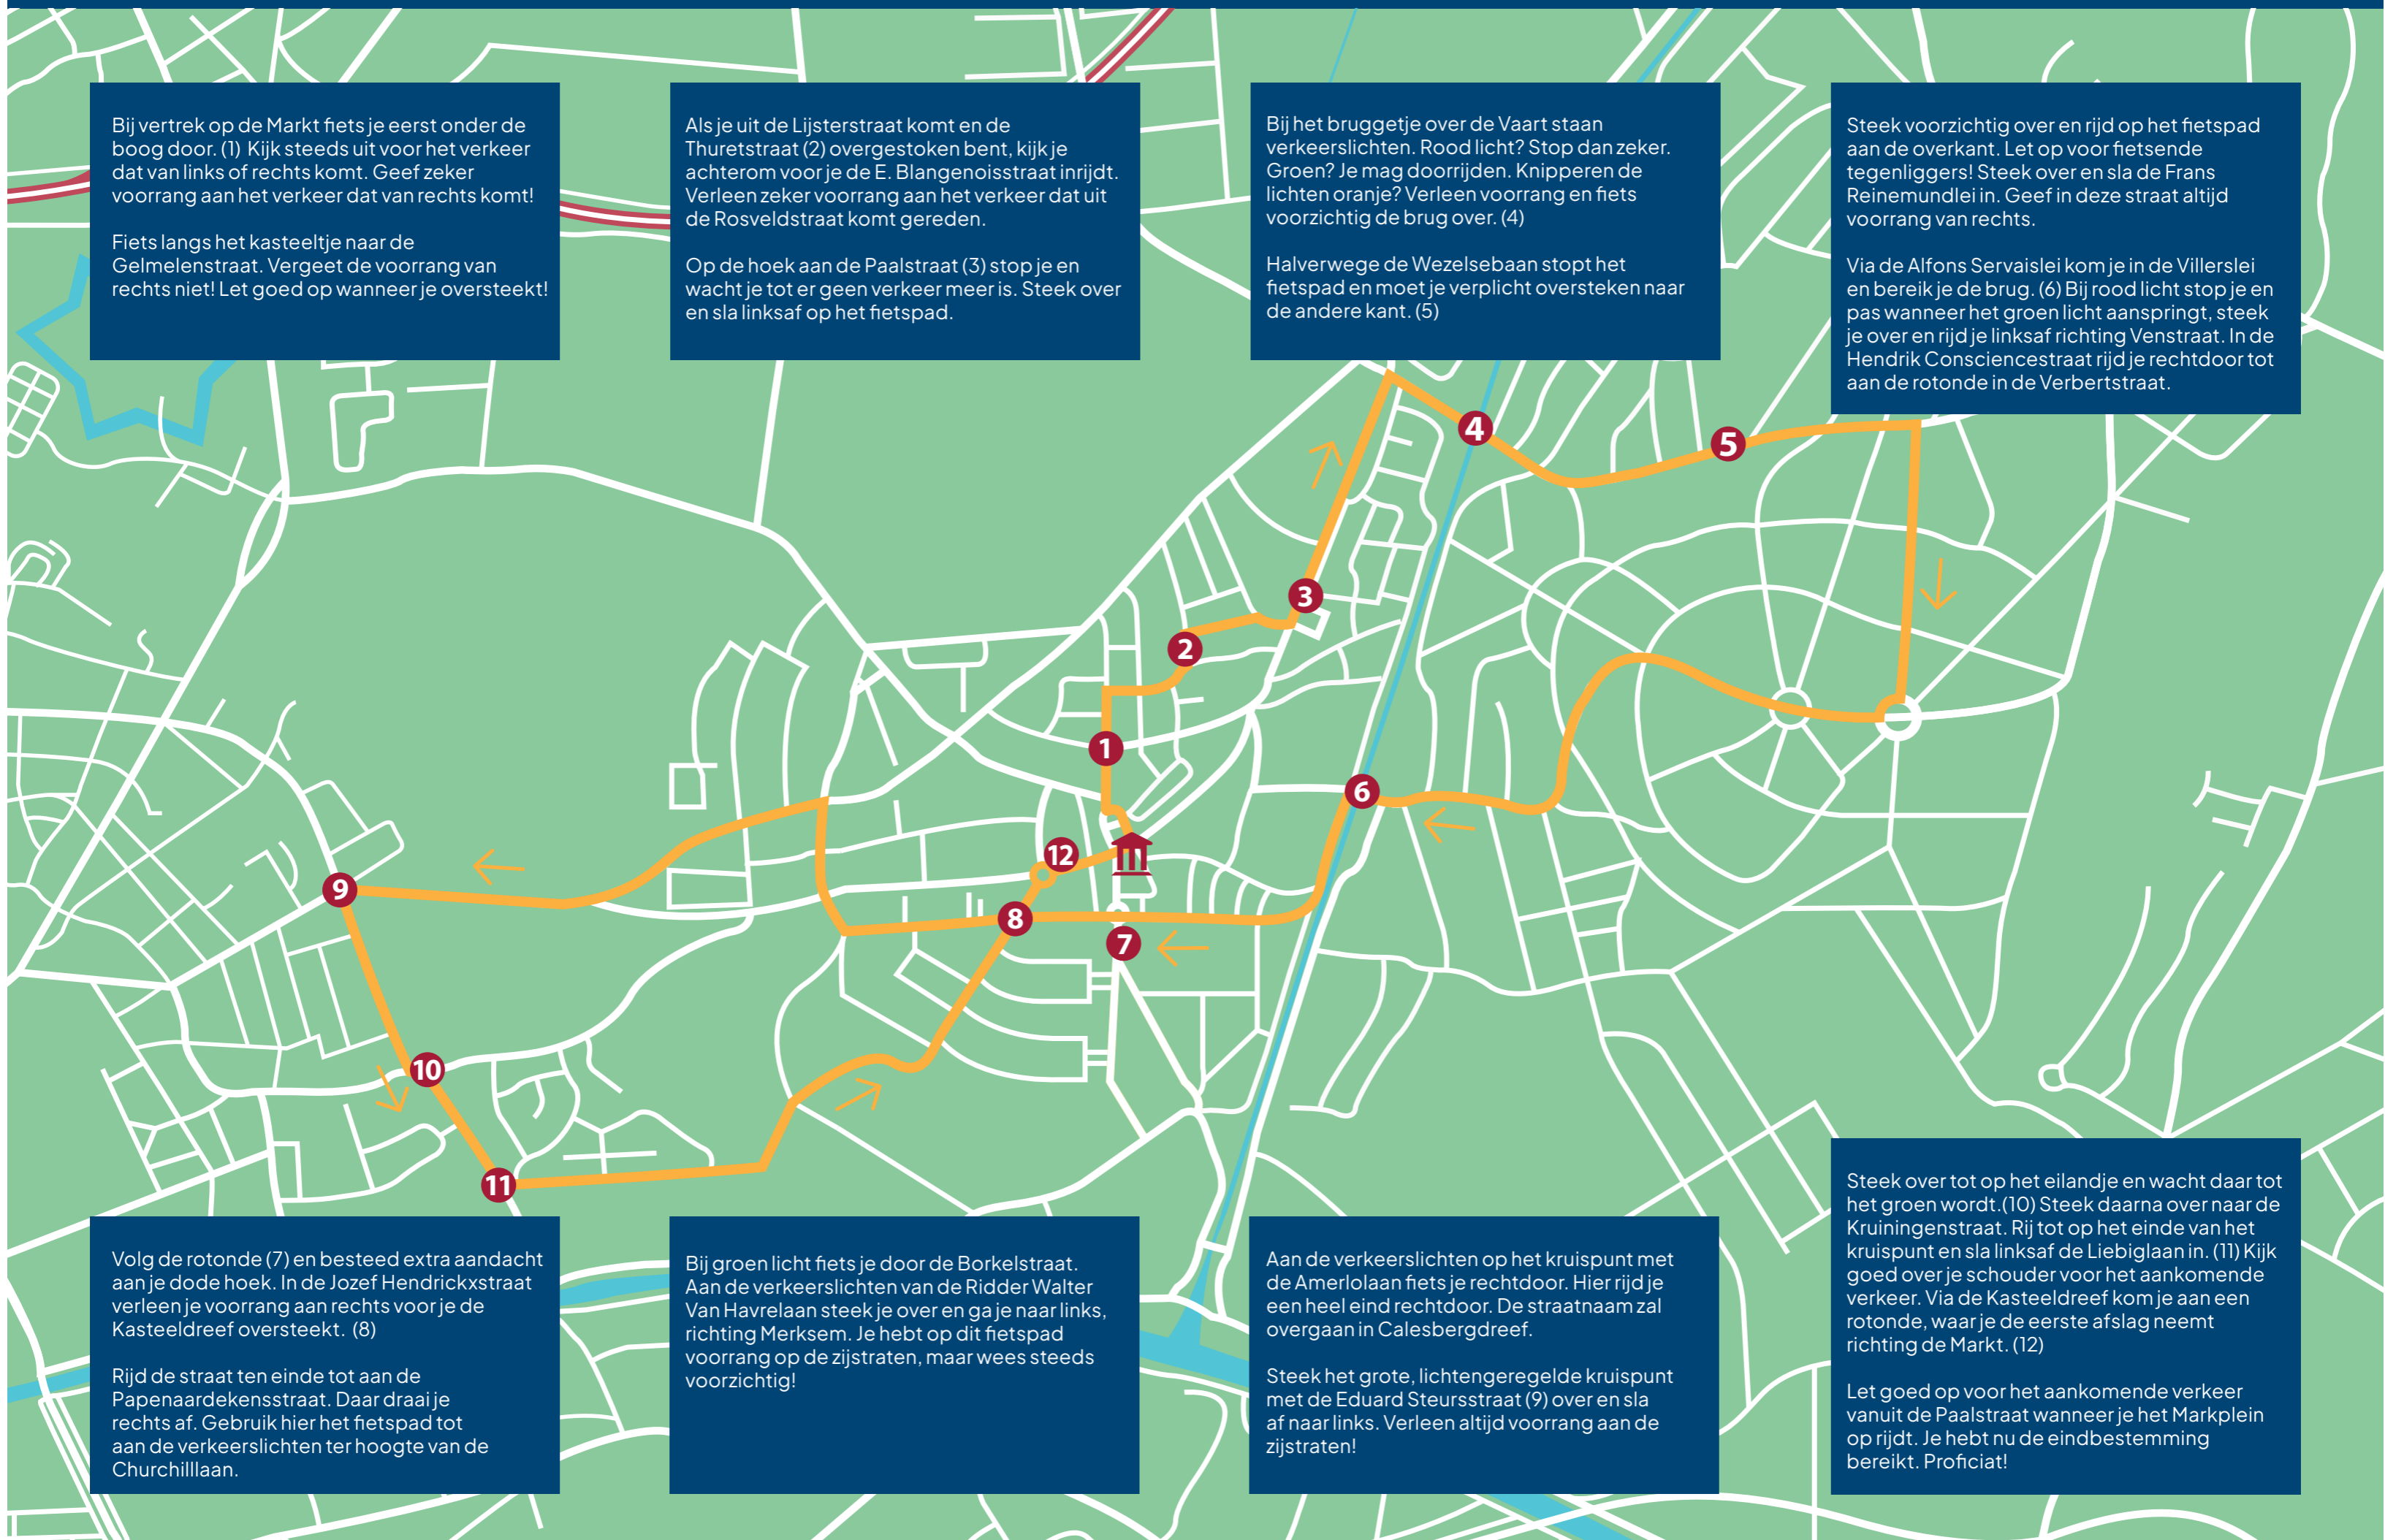 Bij vertrek op de Markt fiets je eerst onder de
boog door. (1) Kijk steeds uit voor het verkeer
dat van links of rechts komt. Geef zeker
voorrang aan het verkeer dat van rechts komt!
Fiets langs het kasteeltje naar de
Gelmelenstraat. Vergeet de voorrang van
rechts niet! Let goed op wanneer je oversteekt!
Als je uit de Lijsterstraat komt en de
Thuretstraat (2) overgestoken bent, kijk je
achterom voor je de E. Blangenoisstraat inrijdt.
Verleen zeker voorrang aan het verkeer dat uit
de Rosveldstraat komt gereden.
Op de hoek aan de Paalstraat (3) stop je en
wacht je tot er geen verkeer meer is. Steek over
en sla linksaf op het fietspad.
Bij het bruggetje over de Vaart staan
verkeerslichten. Rood licht? Stop dan zeker.
Groen? Je mag doorrijden. Knipperen de
lichten oranje? Verleen voorrang en fiets
voorzichtig de brug over. (4)
Halverwege de Wezelsebaan stopt het
fietspad en moet je verplicht oversteken naar
de andere kant. (5)
Steek voorzichtig over en rijd op het fietspad
aan de overkant. Let op voor fietsende
tegenliggers! Steek over en sla de Frans
Reinemundlei in. Geef in deze straat altijd
voorrang van rechts.
Via de Alfons Servaislei kom je in de Villerslei
en bereik je de brug. (6) Bij rood licht stop je en
pas wanneer het groen licht aanspringt, steek
je over en rijd je linksaf richting Venstraat. In de
Hendrik Consciencestraat rijd je rechtdoor tot
aan de rotonde in de Verbertstraat.
4
5
3
2
1
6
12
9
8
7
10
11
Volg de rotonde (7) en besteed extra aandacht
aan je dode hoek. In de Jozef Hendrickxstraat
verleen je voorrang aan rechts voor je de
Kasteeldreef oversteekt. (8)
Rijd de straat ten einde tot aan de
Papenaardekensstraat. Daar draai je
rechts af. Gebruik hier het fietspad tot
aan de verkeerslichten ter hoogte van de
Churchilllaan.
Bij groen licht fiets je door de Borkelstraat.
Aan de verkeerslichten van de Ridder Walter
Van Havrelaan steek je over en ga je naar links,
richting Merksem. Je hebt op dit fietspad
voorrang op de zijstraten, maar wees steeds
voorzichtig!
Aan de verkeerslichten op het kruispunt met
de Amerlolaan fiets je rechtdoor. Hier rijd je
een heel eind rechtdoor. De straatnaam zal
overgaan in Calesbergdreef.
Steek het grote, lichtengeregelde kruispunt
met de Eduard Steursstraat (9) over en sla
af naar links. Verleen altijd voorrang aan de
zijstraten!
Steek over tot op het eilandje en wacht daar tot
het groen wordt.(10) Steek daarna over naar de
Kruiningenstraat. Rij tot op het einde van het
kruispunt en sla linksaf de Liebiglaan in. (11) Kijk
goed over je schouder voor het aankomende
verkeer. Via de Kasteeldreef kom je aan een
rotonde, waar je de eerste afslag neemt
richting de Markt. (12)
Let goed op voor het aankomende verkeer
vanuit de Paalstraat wanneer je het Markplein
op rijdt. Je hebt nu de eindbestemming
bereikt. Proficiat!